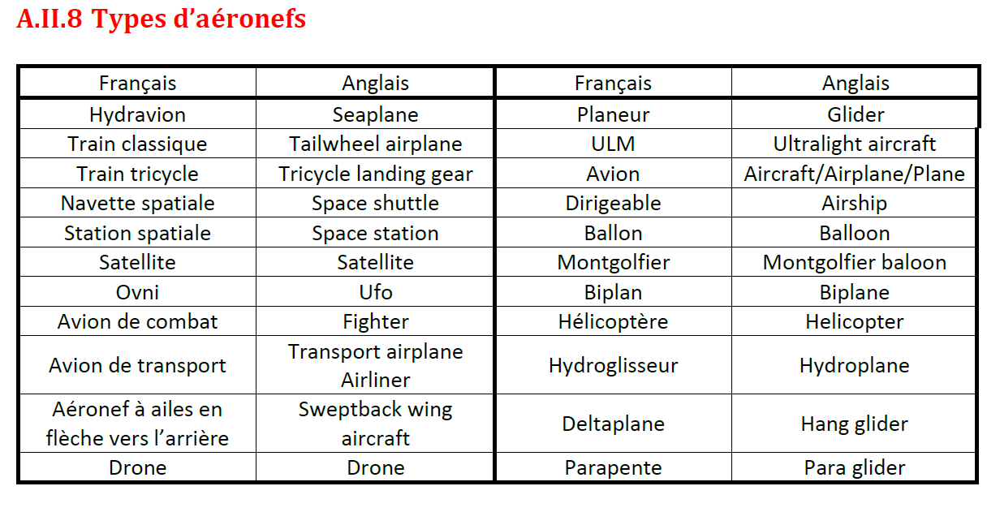 A.II.8 Types d’aéronefs
Français Anglais Français Anglais
Hydravion Seaplane Planeur Glider
Train classique Tailwheel airplane ULM Ultralight aircraft
Train tricycle Tricycle landing gear Avion Aircraft/Airplane/Plane
Navette spatiale Space shuttle Dirigeable Airship
Station spatiale Space station Ballon Balloon
Satellite Satellite Montgolfier Montgolfier baloon
Ovni Ufo Biplan Biplane
Avion de combat Fighter Hélicoptère Helicopter
Avion de transport Transport airplane
Airliner Hydroglisseur Hydroplane
Aéronef à ailes en
flèche vers l’arrière Sweptback wing
aircraft Deltaplane Hang glider
Drone Drone Parapente Para glider